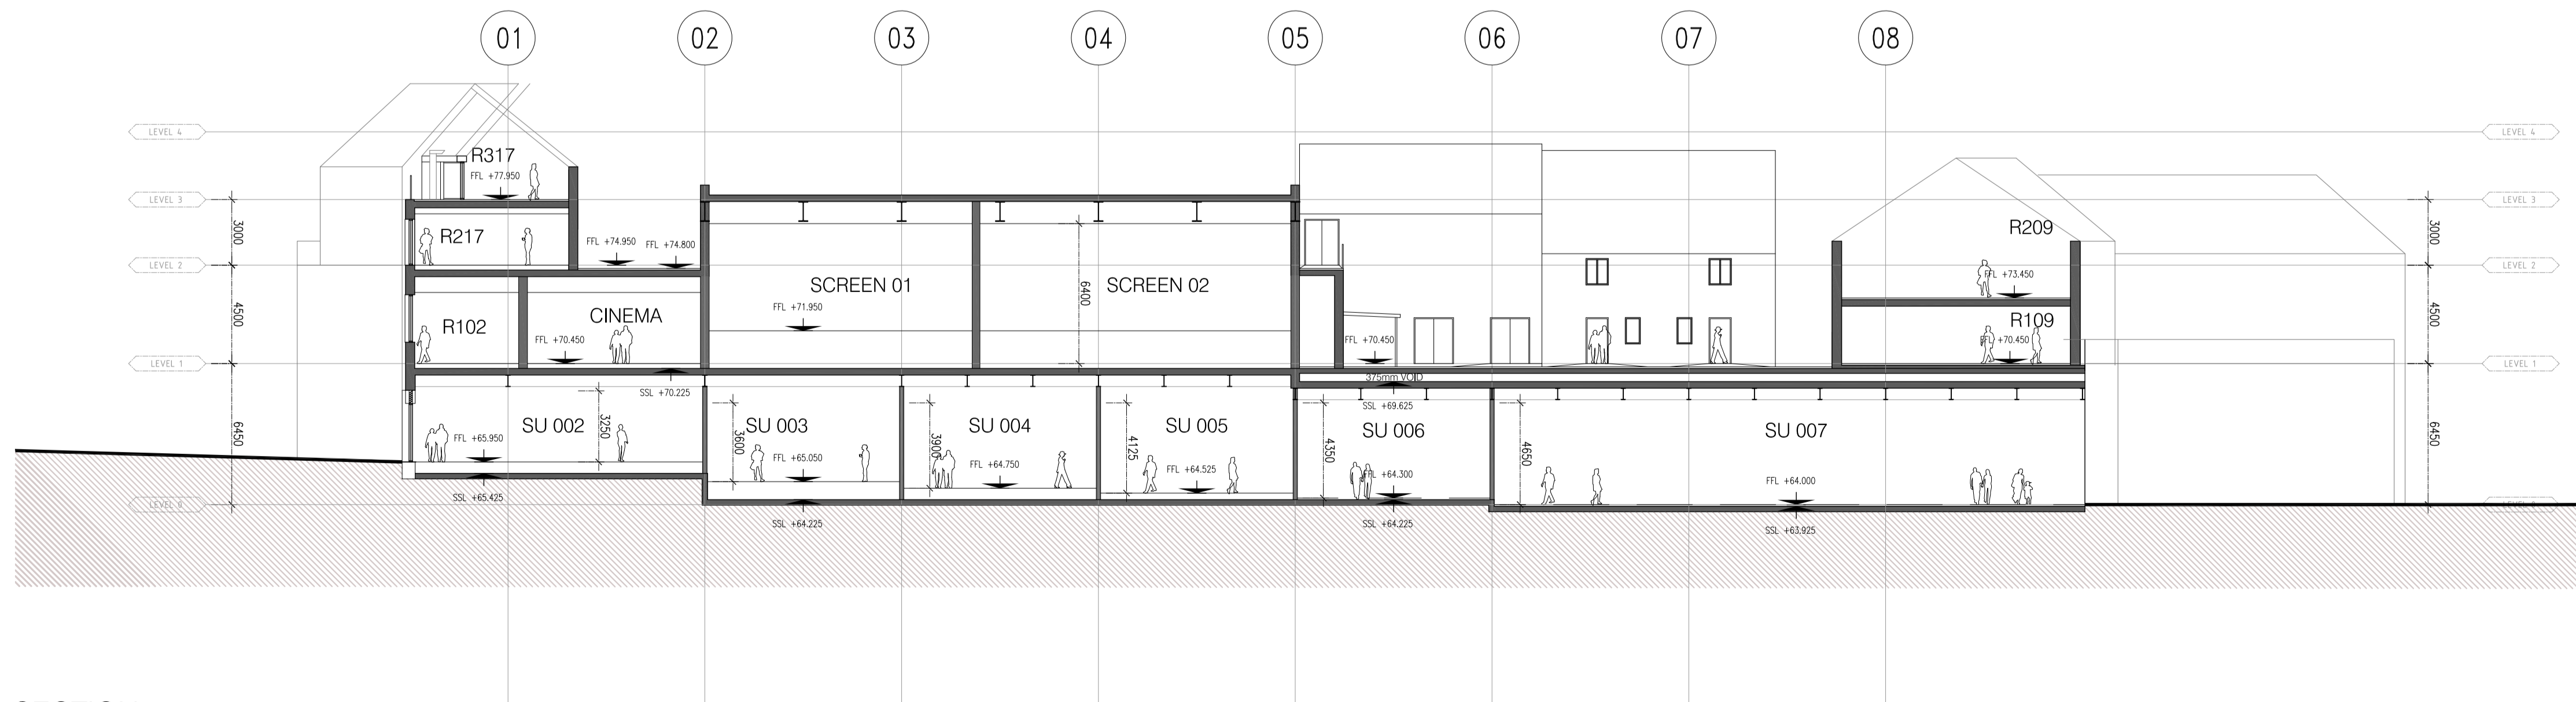 01 02 03 04 05 06 07 08
LEVEL 4 LEVEL 4
R317
FFL +77.950
LEVEL 3 LEVEL 3
3000 3000
R217 R209
FFL +74.950 FFL +74.800
LEVEL 2 LEVEL 2
FFL +73.450
SCREEN 01 SCREEN 02
6400
4500 4500
FFL +71.950
R102 CINEMA R109
FFL +70.450 FFL +70.450 FFL +70.450
LEVEL 1 LEVEL 1
375mm VOID
SSL +70.225
SSL +69.625
6450 6450
SU 002 SU 003 SU 004 SU 005 SU 006 SU 007
3250 3600 3900 4125 4350 4650
FFL +65.950 FFL +65.050 FFL +64.750 FFL +64.525 FFL +64.300 FFL +64.000
SSL +65.425
LEVEL 0
SSL +64.225 SSL +64.225 SSL +63.925